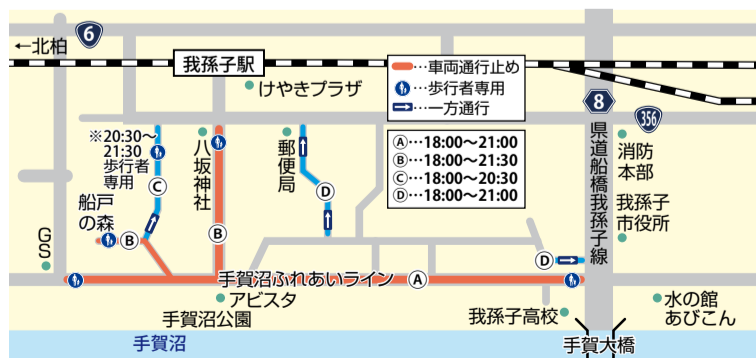 6
←北柏
我孫子駅
けやきプラザ
…車両通行止め
…歩行者専用
…一方通行
8
356
県道船橋我孫子線
Ⓐ…18:00〜21:00
Ⓑ…18:00〜21:30
Ⓒ…18:00〜20:30
Ⓓ…18:00〜21:00
※20:30〜
21:30
歩行者
専用
八坂神社
郵便局
消防
本部
我孫子
市役所
船戸
の森
GS
Ⓒ
Ⓑ
Ⓑ
Ⓓ
Ⓓ
手賀沼ふれあいライン
Ⓐ
アビスタ
手賀沼公園
我孫子高校
水の館
あびこん
手賀沼
手賀大橋